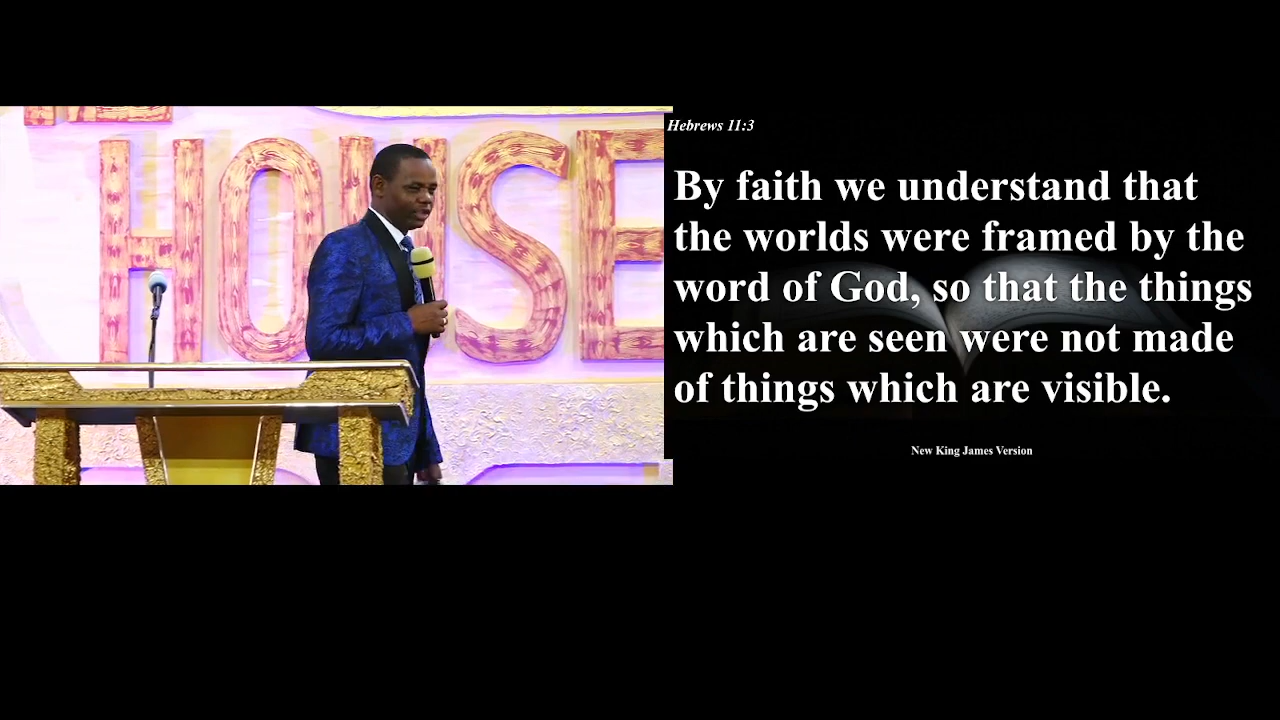 HOUSE
Hebrews 11:3
By faith we understand that
the worlds were framed by the
word of God, so that the things
which are seen were not made
of things which are visible.
New King James Version